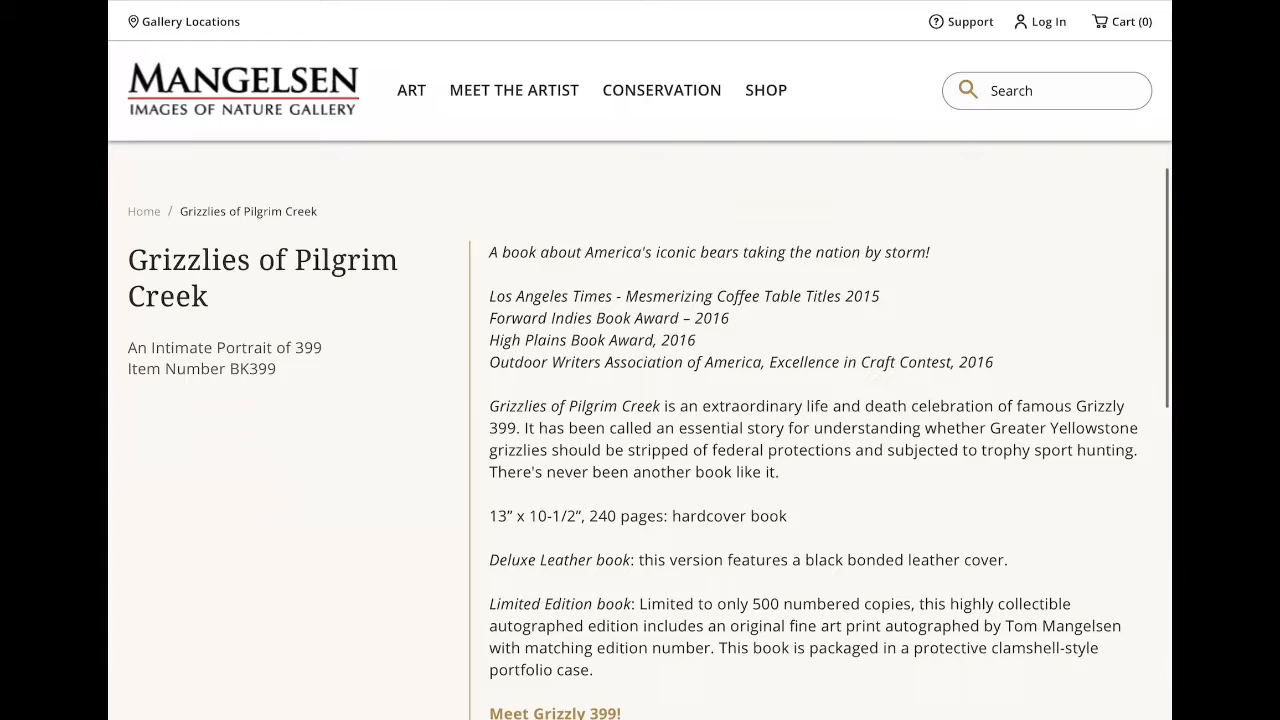 Gallery Locations
Support
Log In
Cart (0)
MANGELSEN
IMAGES OF NATURE GALLERY
ART
MEET THE ARTIST
CONSERVATION
SHOP
Search
Home / Grizzlies of Pilgrim Creek
Grizzlies of Pilgrim
Creek
An Intimate Portrait of 399
Item Number BK399
A book about America's iconic bears taking the nation by storm!
Los Angeles Times - Mesmerizing Coffee Table Titles 2015
Forward Indies Book Award – 2016
High Plains Book Award, 2016
Outdoor Writers Association of America, Excellence in Craft Contest, 2016
Grizzlies of Pilgrim Creek is an extraordinary life and death celebration of famous Grizzly
399. It has been called an essential story for understanding whether Greater Yellowstone
grizzlies should be stripped of federal protections and subjected to trophy sport hunting.
There's never been another book like it.
13” x 10-1/2”, 240 pages: hardcover book
Deluxe Leather book: this version features a black bonded leather cover.
Limited Edition book: Limited to only 500 numbered copies, this highly collectible
autographed edition includes an original fine art print autographed by Tom Mangelsen
with matching edition number. This book is packaged in a protective clamshell-style
portfolio case.
Meet Grizzly 399!